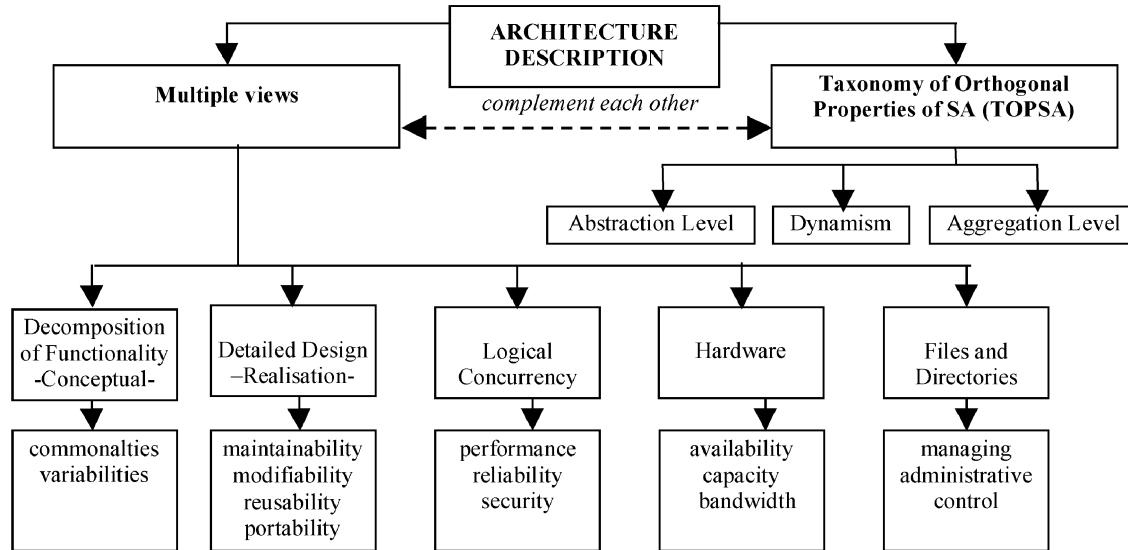 ARCHITECTURE
DESCRIPTION
Multiple views
complement each other
Taxonomy of Orthogonal
Properties of SA (TOPSA)
Abstraction Level
Dynamism
Aggregation Level
Decomposition
of Functionality
-Conceptual-
Detailed Design
–Realisation-
Logical
Concurrency
Hardware
Files and
Directories
commonalties
variabilities
maintainability
modifiability
reusability
portability
performance
reliability
security
availability
capacity
bandwidth
managing
administrative
control